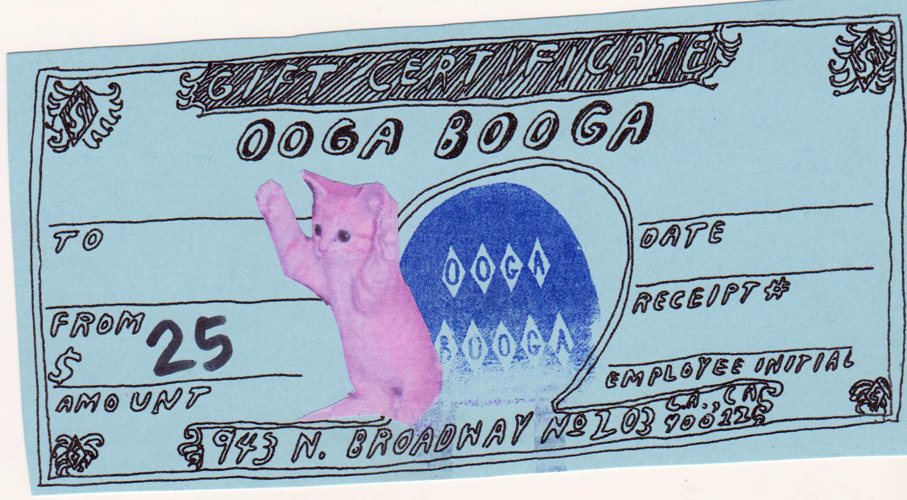 GIFT CERTIFICATE
OOGA BOOGA
TO
FROM
$ 25
AMOUNT
OOGA
BOOGA
DATE
RECEIPT #
EMPLOYEE INITIAL
943 N. BROADWAY Nº 203 L.A., CA 90012